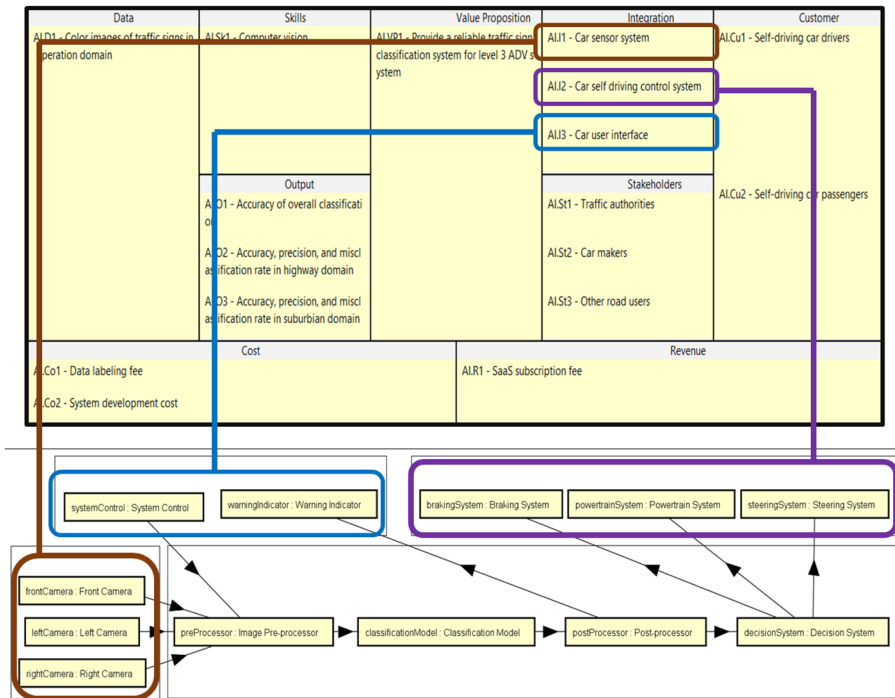 Data
Skills
Value Proposition
Integration
Customer
AI.D1 - Color images of traffic signs in
operation domain
AI.Sk1 - Computer vision
AI.VP1 - Provide a reliable traffic sign
classification system for level 3 ADV s
ystem
AI.I1 - Car sensor system
AI.I2 - Car self driving control system
AI.I3 - Car user interface
AI.Cu1 - Self-driving car drivers
AI.Cu2 - Self-driving car passengers
Output
AI.O1 - Accuracy of overall classificati
on
AI.O2 - Accuracy, precision, and miscl
assification rate in highway domain
AI.O3 - Accuracy, precision, and miscl
assification rate in suburban domain
Stakeholders
AI.St1 - Traffic authorities
AI.St2 - Car makers
AI.St3 - Other road users
Cost
AI.Co1 - Data labeling fee
AI.Co2 - System development cost
Revenue
AI.R1 - SaaS subscription fee
systemControl : System Control
warningIndicator : Warning Indicator
brakingSystem : Braking System
powertrainSystem : Powertrain System
steeringSystem : Steering System
frontCamera : Front Camera
leftCamera : Left Camera
rightCamera : Right Camera
preProcessor : Image Pre-processor
classificationModel : Classification Model
postProcessor : Post-processor
decisionSystem : Decision System